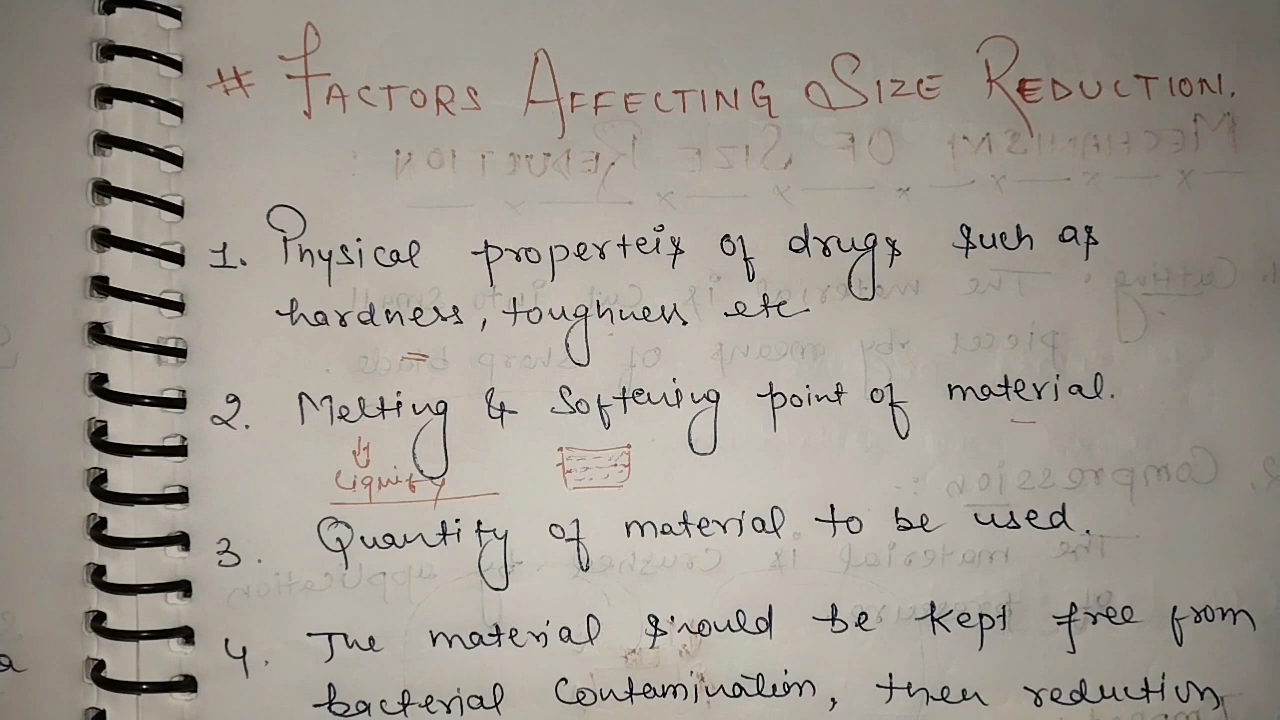 # FACTORS AFFECTING SIZE REDUCTION.
1. Physical properteis of drugs such as
hardness, toughness etc
2. Melting & Softening point of material.
Liquify
3. Quantity of material to be used.
4. The material should be kept free from
bacterial contamination, then reduction